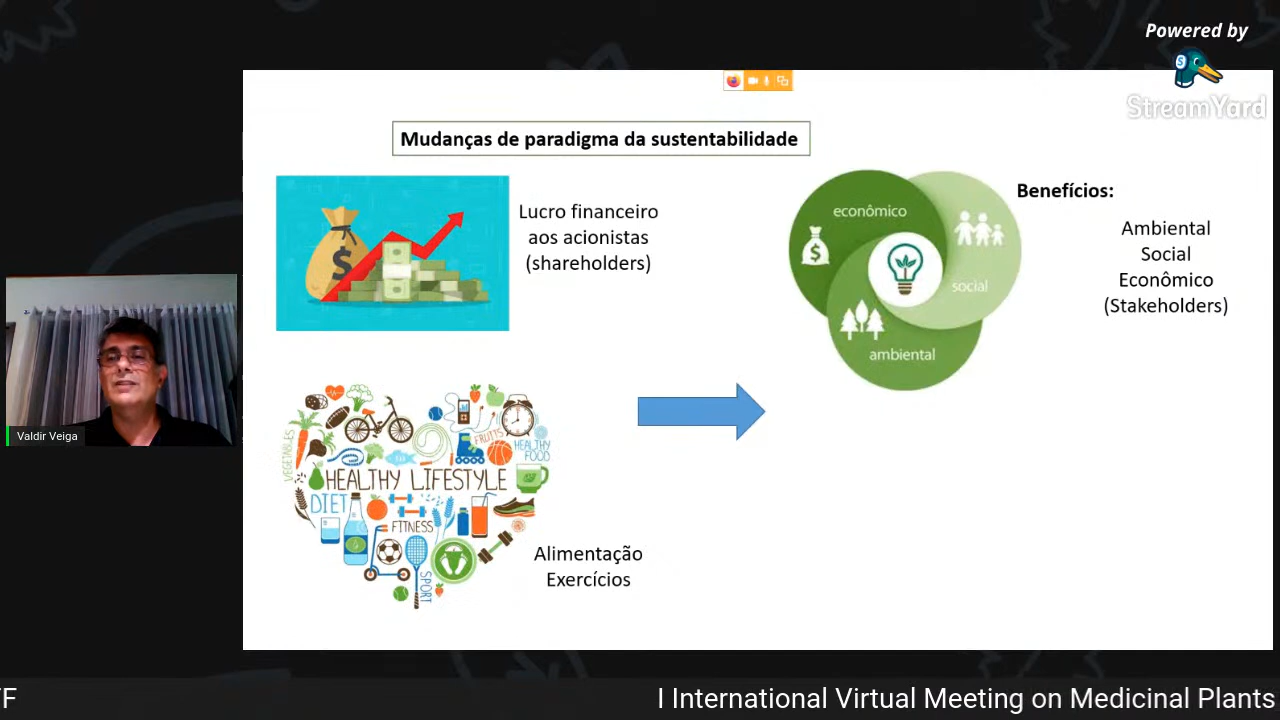 Powered by
StreamYard
Mudanças de paradigma da sustentabilidade
$
Lucro financeiro
aos acionistas
(shareholders)
econômico
$
social
ambiental
Benefícios:
Ambiental
Social
Econômico
(Stakeholders)
Valdir Veiga
VEGETABLES
FRUITS
HEALTHY
FOOD
HEALTHY LIFESTYLE
DIET
FITNESS
SPORT
Alimentação
Exercícios
I International Virtual Meeting on Medicinal Plants